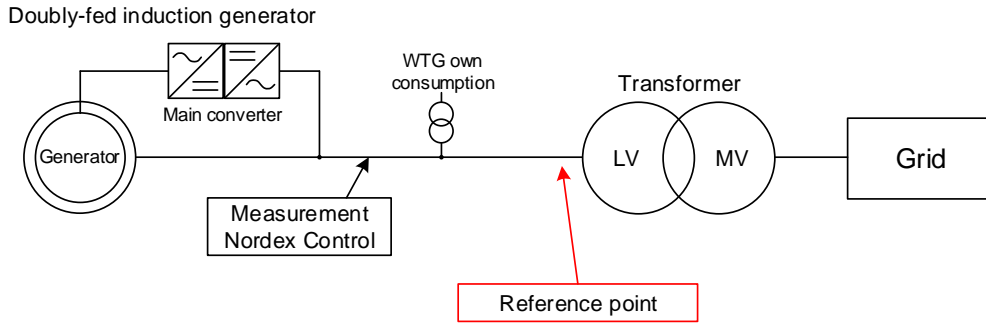 Doubly-fed induction generator
WTG own
consumption
Transformer
Main converter
Generator
LV
MV
Grid
Measurement
Nordex Control
Reference point